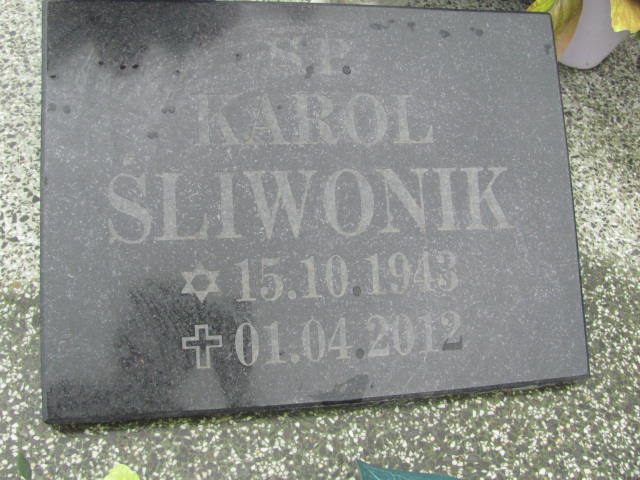 Ś.P.
KAROL
ŚLIWONIK
✡ 15.10.1943
✝ 01.04.2012